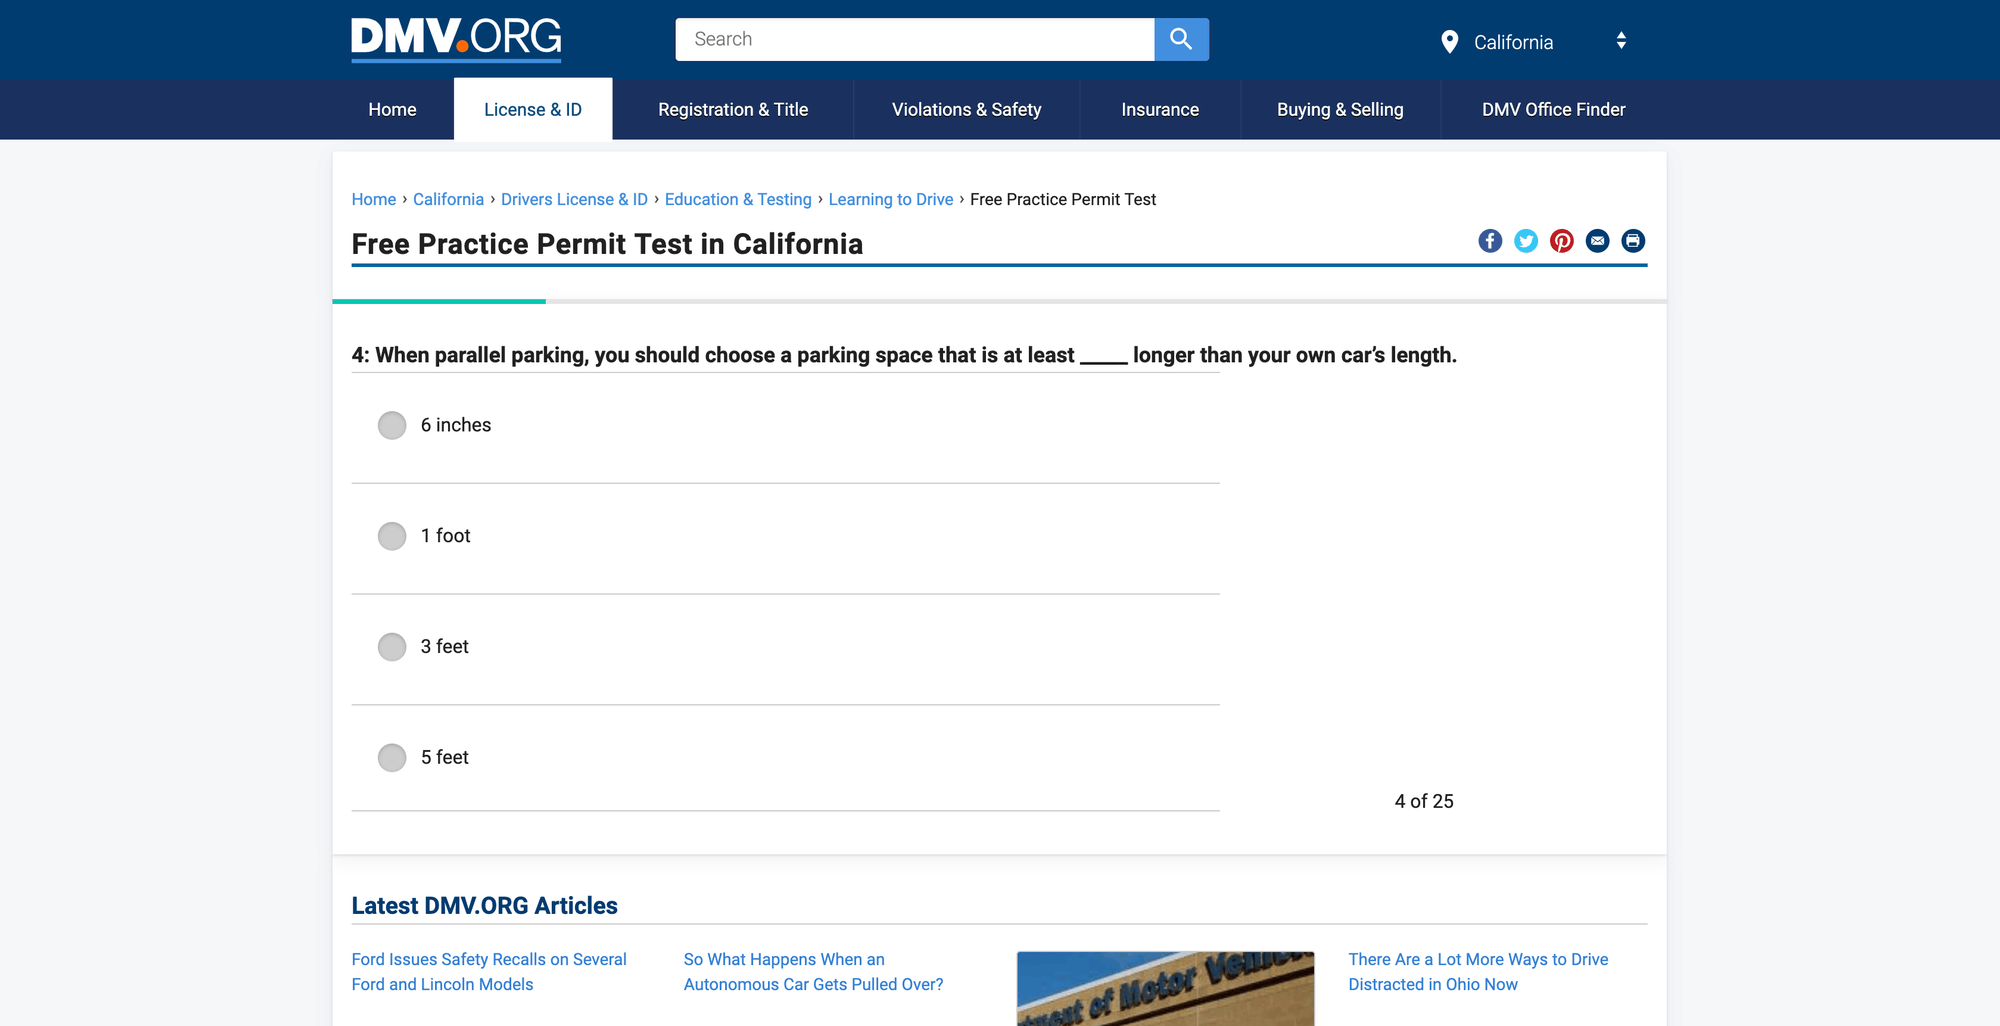 DMV.ORG
Search
California
Home
License & ID
Registration & Title
Violations & Safety
Insurance
Buying & Selling
DMV Office Finder
Home › California › Drivers License & ID › Education & Testing › Learning to Drive › Free Practice Permit Test
Free Practice Permit Test in California
4: When parallel parking, you should choose a parking space that is at least _____ longer than your own car’s length.
6 inches
1 foot
3 feet
5 feet
4 of 25
Latest DMV.ORG Articles
Ford Issues Safety Recalls on Several
Ford and Lincoln Models
So What Happens When an
Autonomous Car Gets Pulled Over?
of Motor
There Are a Lot More Ways to Drive
Distracted in Ohio Now